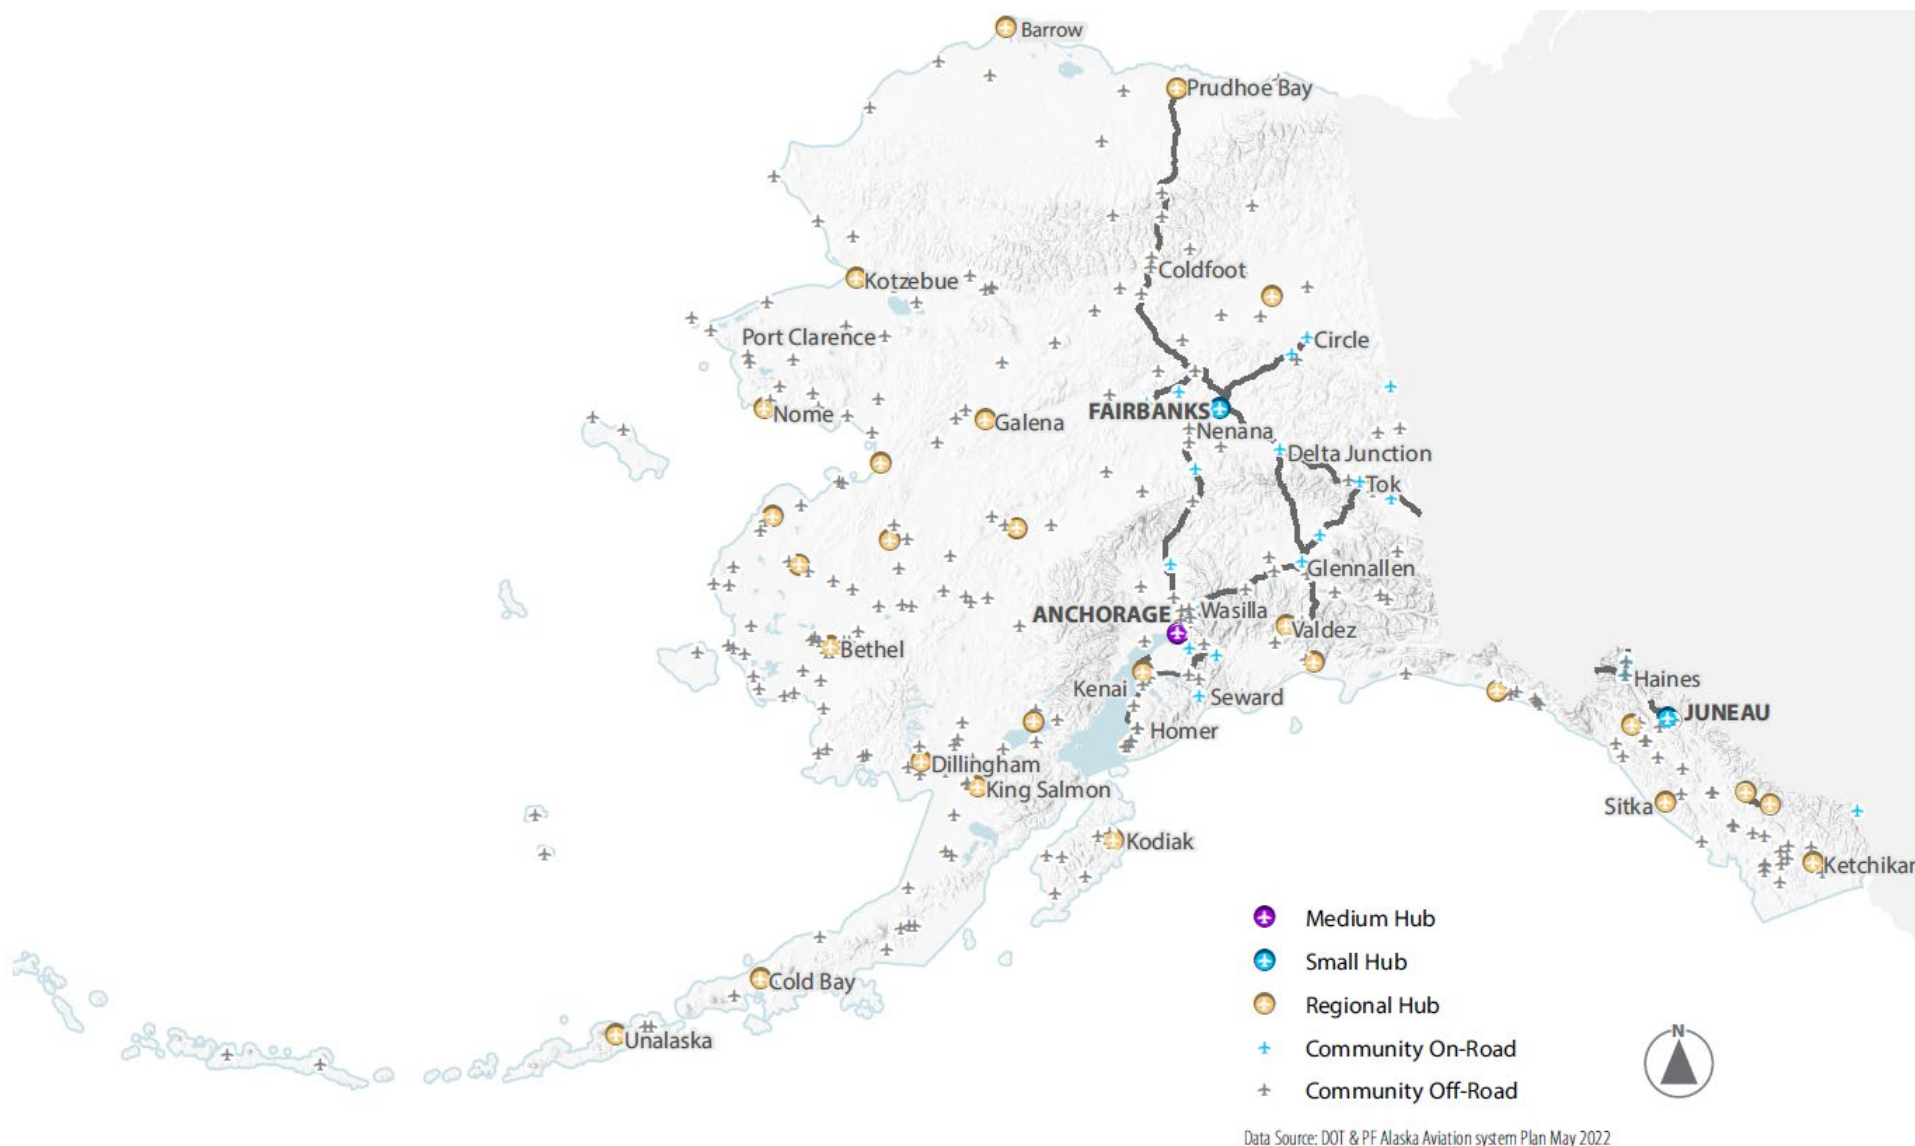 Barrow
Prudhoe Bay
Coldfoot
Kotzebue
Port Clarence
Circle
Nome
FAIRBANKS
Galena
Nenana
Delta Junction
Tok
Glennallen
ANCHORAGE
Wasilla
Valdez
Bethel
Kenai
Seward
Haines
JUNEAU
Homer
Dillingham
King Salmon
Sitka
Kodiak
Ketchikan
Cold Bay
Unalaska
Medium Hub
Small Hub
Regional Hub
Community On-Road
Community Off-Road
N
Data Source: DOT & PF Alaska Aviation system Plan May 2022